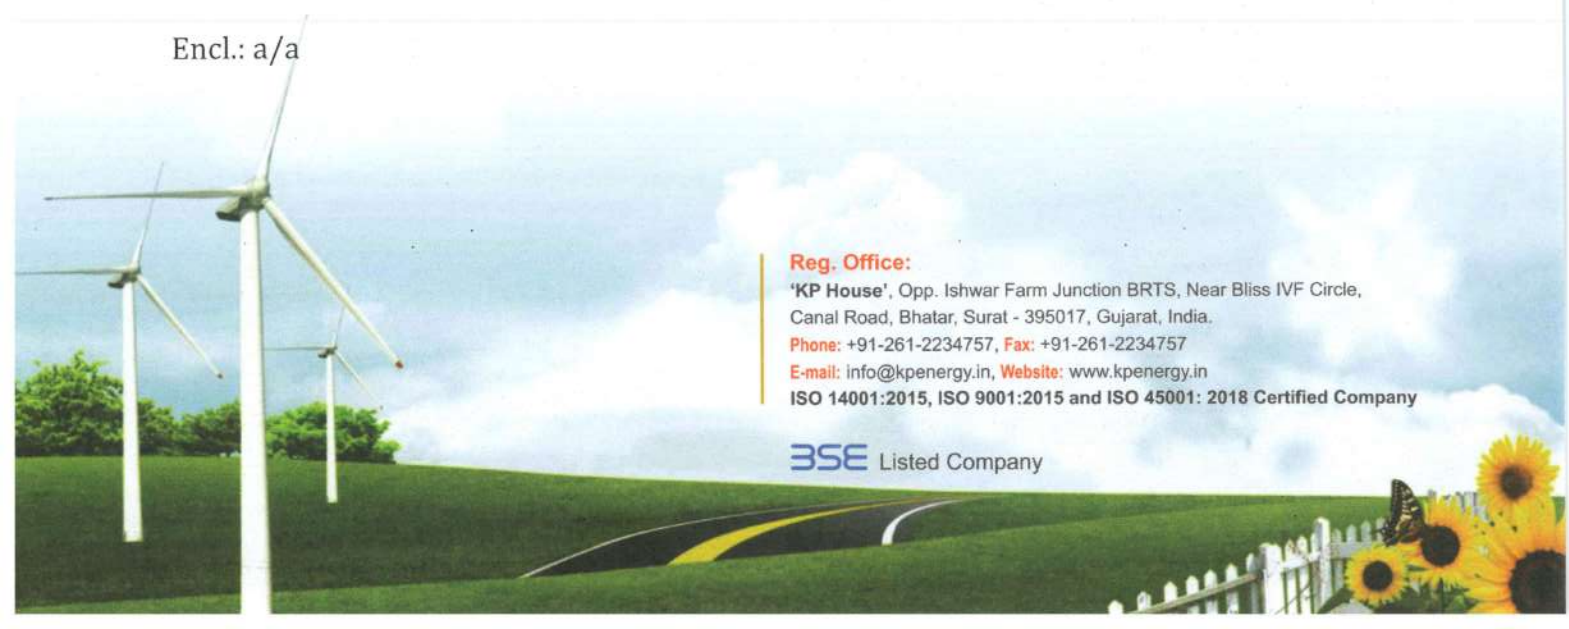 Encl.: a/a
Reg. Office:
‘KP House’, Opp. Ishwar Farm Junction BRTS, Near Bliss IVF Circle,
Canal Road, Bhatar, Surat - 395017, Gujarat, India.
Phone: +91-261-2234757, Fax: +91-261-2234757
E-mail: info@kpenergy.in, Website: www.kpenergy.in
ISO 14001:2015, ISO 9001:2015 and ISO 45001: 2018 Certified Company
BSE Listed Company